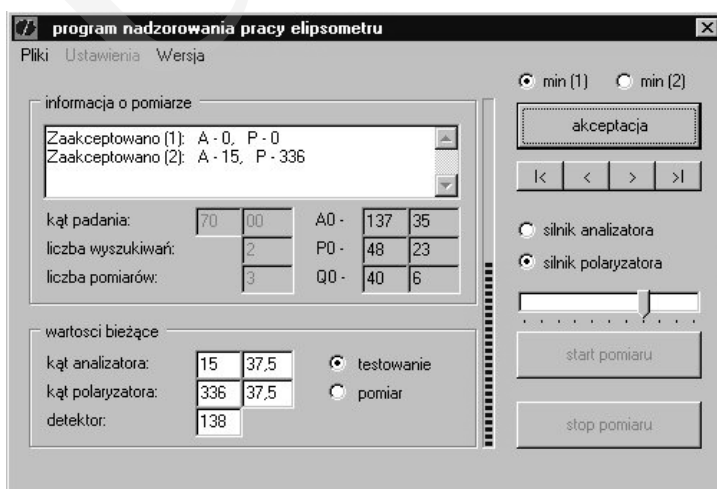 program nadzorowania pracy elipsometru
Pliki Ustawienia Wersja
informacja o pomiarze
Zaakceptowano (1): A - 0, P - 0
Zaakceptowano (2): A - 15, P - 336
kąt padania: 70 00 A0 - 137 35
liczba wyszukiwań: 2 P0 - 48 23
liczba pomiarów: 3 Q0 - 40 6
wartosci bieżące
kąt analizatora: 15 37,5 testowanie
kąt polaryzatora: 336 37,5 pomiar
detektor: 138
min (1) min (2)
akceptacja
|< < > >|
silnik analizatora
silnik polaryzatora
start pomiaru
stop pomiaru